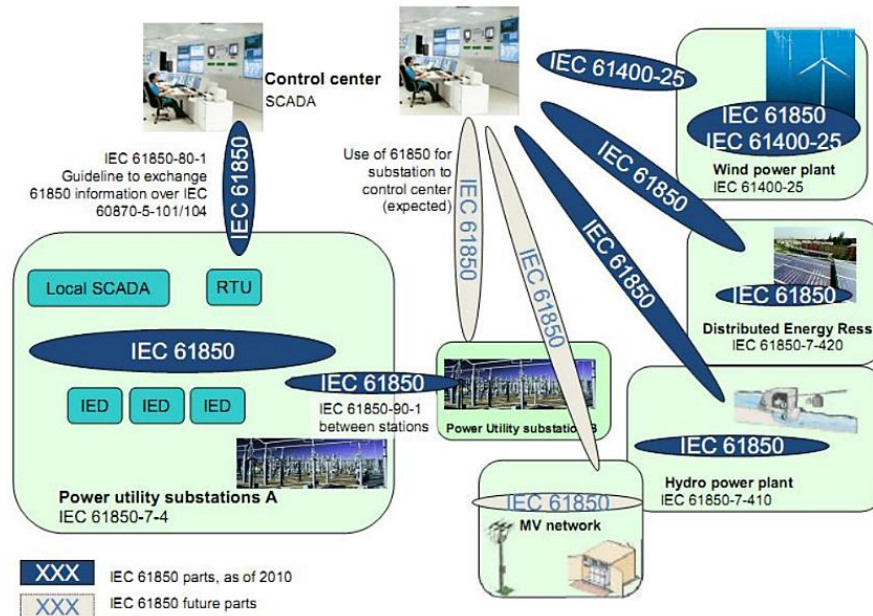 Control center
SCADA
IEC 61850-80-1
Guideline to exchange
61850 information over IEC
60870-5-101/104
IEC 61850
Use of 61850 for
substation to
control center
(expected)
IEC 61850
IEC 61850
IEC 61400-25
IEC 61850
IEC 61850
IEC 61850
IEC 61400-25
Wind power plant
IEC 61400-25
IEC 61850
Distributed Energy Ress
IEC 61850-7-420
IEC 61850
Hydro power plant
IEC 61850-7-410
Local SCADA
RTU
IEC 61850
IED
IED
IED
Power utility substations A
IEC 61850-7-4
IEC 61850
IEC 61850-90-1
between stations
Power Utility substations B
IEC 61850
MV network
XXX
IEC 61850 parts, as of 2010
XXX
IEC 61850 future parts